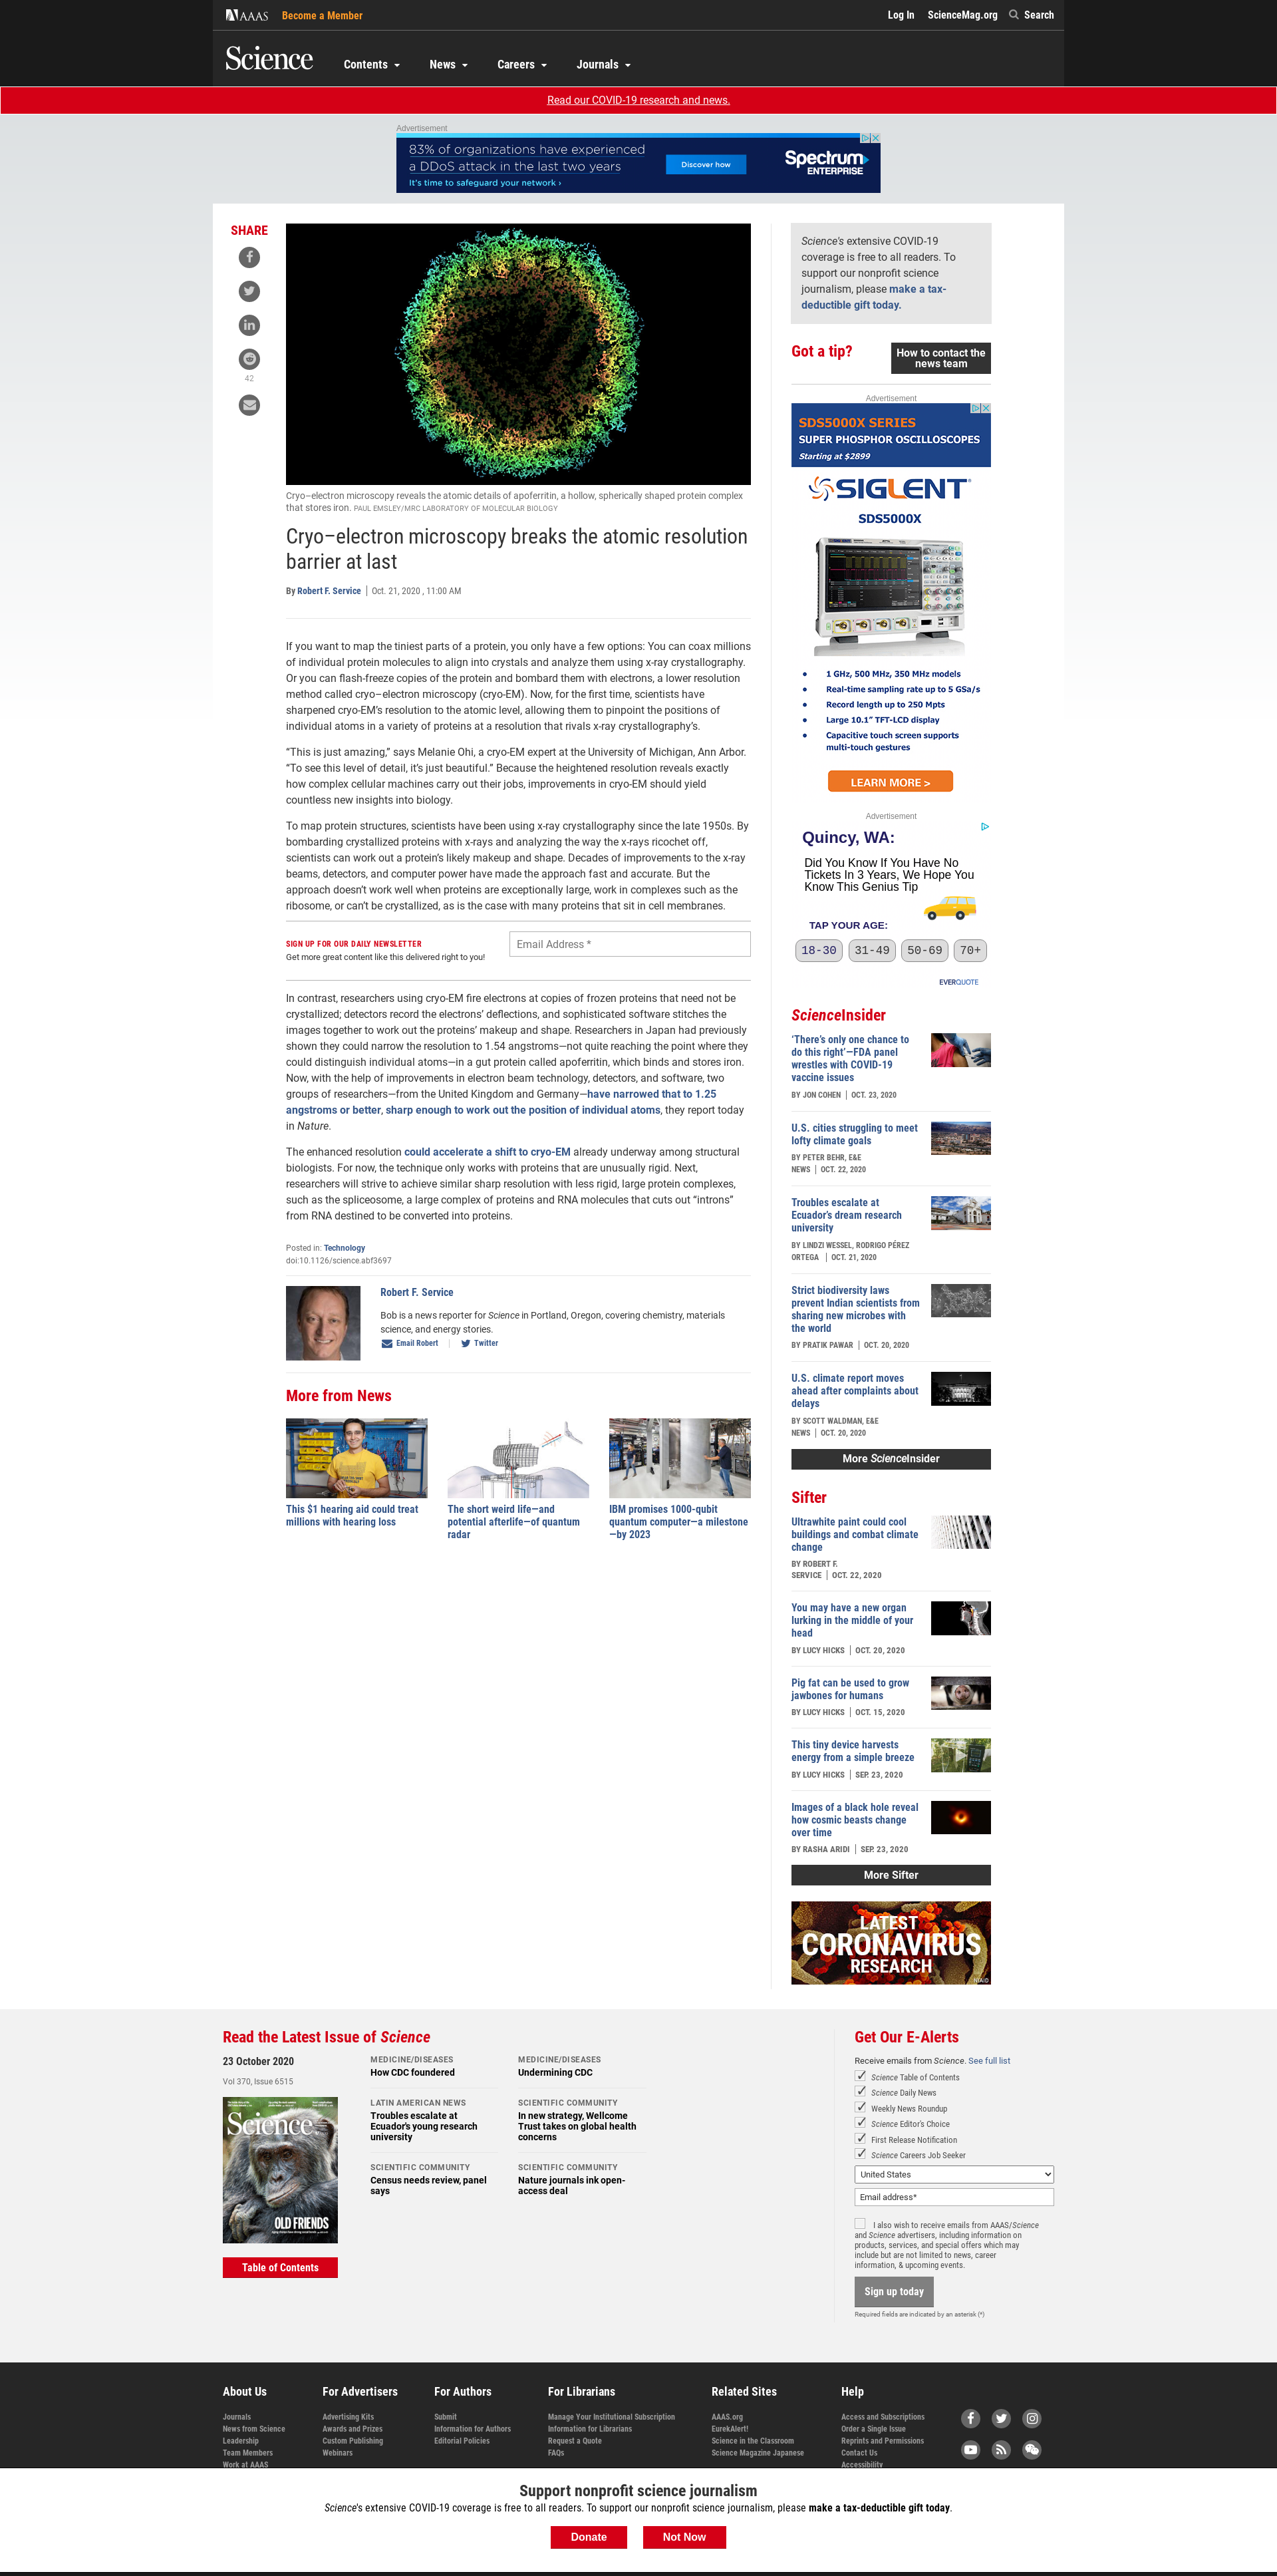 AAAS
Become a Member
Log In
ScienceMag.org
Search
Science
Contents
News
Careers
Journals
Read our COVID-19 research and news.
Advertisement
83% of organizations have experienced
a DDoS attack in the last two years
It's time to safeguard your network ›
Discover how
Spectrum
ENTERPRISE
SHARE
42
Cryo–electron microscopy reveals the atomic details of apoferritin, a hollow, spherically shaped protein complex
that stores iron. PAUL EMSLEY/MRC LABORATORY OF MOLECULAR BIOLOGY
Cryo–electron microscopy breaks the atomic resolution
barrier at last
By Robert F. Service | Oct. 21, 2020 , 11:00 AM
If you want to map the tiniest parts of a protein, you only have a few options: You can coax millions
of individual protein molecules to align into crystals and analyze them using x-ray crystallography.
Or you can flash-freeze copies of the protein and bombard them with electrons, a lower resolution
method called cryo–electron microscopy (cryo-EM). Now, for the first time, scientists have
sharpened cryo-EM's resolution to the atomic level, allowing them to pinpoint the positions of
individual atoms in a variety of proteins at a resolution that rivals x-ray crystallography's.
“This is just amazing,” says Melanie Ohi, a cryo-EM expert at the University of Michigan, Ann Arbor.
“To see this level of detail, it's just beautiful.” Because the heightened resolution reveals exactly
how complex cellular machines carry out their jobs, improvements in cryo-EM should yield
countless new insights into biology.
To map protein structures, scientists have been using x-ray crystallography since the late 1950s. By
bombarding crystallized proteins with x-rays and analyzing the way the x-rays ricochet off,
scientists can work out a protein's likely makeup and shape. Decades of improvements to the x-ray
beams, detectors, and computer power have made the approach fast and accurate. But the
approach doesn't work well when proteins are exceptionally large, work in complexes such as the
ribosome, or can't be crystallized, as is the case with many proteins that sit in cell membranes.
SIGN UP FOR OUR DAILY NEWSLETTER
Get more great content like this delivered right to you!
Email Address *
In contrast, researchers using cryo-EM fire electrons at copies of frozen proteins that need not be
crystallized; detectors record the electrons' deflections, and sophisticated software stitches the
images together to work out the proteins' makeup and shape. Researchers in Japan had previously
shown they could narrow the resolution to 1.54 angstroms—not quite reaching the point where they
could distinguish individual atoms—in a gut protein called apoferritin, which binds and stores iron.
Now, with the help of improvements in electron beam technology, detectors, and software, two
groups of researchers—from the United Kingdom and Germany—have narrowed that to 1.25
angstroms or better, sharp enough to work out the position of individual atoms, they report today
in Nature.
The enhanced resolution could accelerate a shift to cryo-EM already underway among structural
biologists. For now, the technique only works with proteins that are unusually rigid. Next,
researchers will strive to achieve similar sharp resolution with less rigid, large protein complexes,
such as the spliceosome, a large complex of proteins and RNA molecules that cuts out “introns”
from RNA destined to be converted into proteins.
Posted in: Technology
doi:10.1126/science.abf3697
Robert F. Service
Bob is a news reporter for Science in Portland, Oregon, covering chemistry, materials
science, and energy stories.
Email Robert
Twitter
More from News
This $1 hearing aid could treat
millions with hearing loss
The short weird life—and
potential afterlife—of quantum
radar
IBM promises 1000-qubit
quantum computer—a milestone
—by 2023
Science's extensive COVID-19
coverage is free to all readers. To
support our nonprofit science
journalism, please make a tax-
deductible gift today.
Got a tip?
How to contact the
news team
Advertisement
SDS5000X SERIES
SUPER PHOSPHOR OSCILLOSCOPES
Starting at $2899
SIGLENT
SDS5000X
• 1 GHz, 500 MHz, 350 MHz models
• Real-time sampling rate up to 5 GSa/s
• Record length up to 250 Mpts
• Large 10.1” TFT-LCD display
• Capacitive touch screen supports
multi-touch gestures
LEARN MORE >
Advertisement
Quincy, WA:
Did You Know If You Have No
Tickets In 3 Years, We Hope You
Know This Genius Tip
TAP YOUR AGE:
18-30
31-49
50-69
70+
EVERQUOTE
ScienceInsider
‘There's only one chance to
do this right’—FDA panel
wrestles with COVID-19
vaccine issues
BY JON COHEN | OCT. 23, 2020
U.S. cities struggling to meet
lofty climate goals
BY PETER BEHR, E&E
NEWS | OCT. 22, 2020
Troubles escalate at
Ecuador's dream research
university
BY LINDZI WESSEL, RODRIGO PÉREZ
ORTEGA | OCT. 21, 2020
Strict biodiversity laws
prevent Indian scientists from
sharing new microbes with
the world
BY PRATIK PAWAR | OCT. 20, 2020
U.S. climate report moves
ahead after complaints about
delays
BY SCOTT WALDMAN, E&E
NEWS | OCT. 20, 2020
More ScienceInsider
Sifter
Ultrawhite paint could cool
buildings and combat climate
change
BY ROBERT F.
SERVICE | OCT. 22, 2020
You may have a new organ
lurking in the middle of your
head
BY LUCY HICKS | OCT. 20, 2020
Pig fat can be used to grow
jawbones for humans
BY LUCY HICKS | OCT. 15, 2020
This tiny device harvests
energy from a simple breeze
BY LUCY HICKS | SEP. 23, 2020
Images of a black hole reveal
how cosmic beasts change
over time
BY RASHA ARIDI | SEP. 23, 2020
More Sifter
LATEST
CORONAVIRUS
RESEARCH
NIAID
Read the Latest Issue of Science
23 October 2020
Vol 370, Issue 6515
Science
OLD FRIENDS
Table of Contents
MEDICINE/DISEASES
How CDC foundered
LATIN AMERICAN NEWS
Troubles escalate at
Ecuador's young research
university
SCIENTIFIC COMMUNITY
Census needs review, panel
says
MEDICINE/DISEASES
Undermining CDC
SCIENTIFIC COMMUNITY
In new strategy, Wellcome
Trust takes on global health
concerns
SCIENTIFIC COMMUNITY
Nature journals ink open-
access deal
Get Our E-Alerts
Receive emails from Science. See full list
Science Table of Contents
Science Daily News
Weekly News Roundup
Science Editor's Choice
First Release Notification
Science Careers Job Seeker
United States
Email address*
I also wish to receive emails from AAAS/Science
and Science advertisers, including information on
products, services, and special offers which may
include but are not limited to news, career
information, & upcoming events.
Sign up today
Required fields are indicated by an asterisk (*)
About Us
Journals
News from Science
Leadership
Team Members
Work at AAAS
For Advertisers
Advertising Kits
Awards and Prizes
Custom Publishing
Webinars
For Authors
Submit
Information for Authors
Editorial Policies
For Librarians
Manage Your Institutional Subscription
Information for Librarians
Request a Quote
FAQs
Related Sites
AAAS.org
EurekAlert!
Science in the Classroom
Science Magazine Japanese
Help
Access and Subscriptions
Order a Single Issue
Reprints and Permissions
Contact Us
Accessibility
Support nonprofit science journalism
Science's extensive COVID-19 coverage is free to all readers. To support our nonprofit science journalism, please make a tax-deductible gift today.
Donate
Not Now